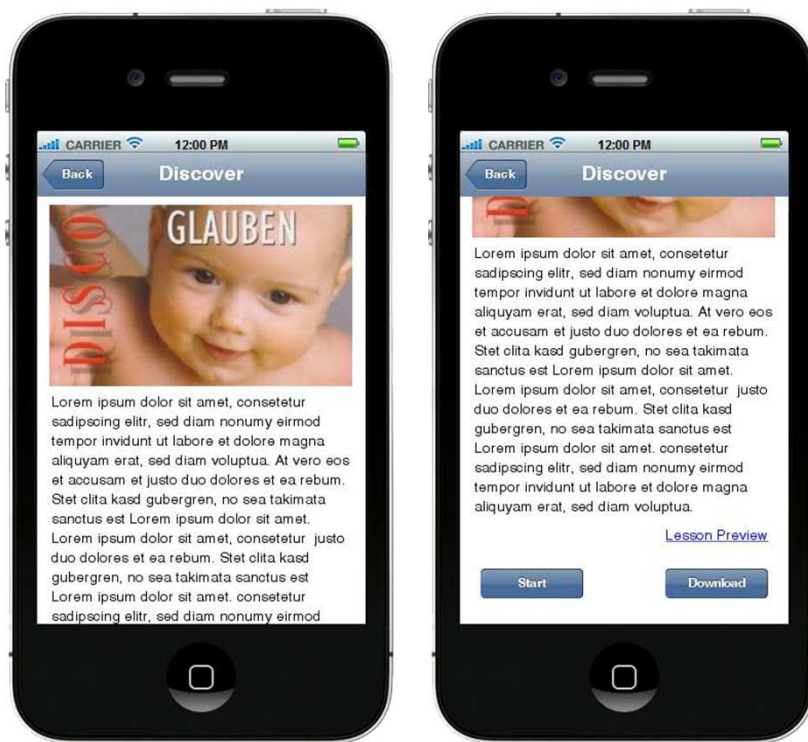 CARRIER 12:00 PM
Back Discover
GLAUBEN
DISCO
Lorem ipsum dolor sit amet, consetetur
sadipscing elitr, sed diam nonumy eirmod
tempor invidunt ut labore et dolore magna
aliquyam erat, sed diam voluptua. At vero eos
et accusam et justo duo dolores et ea rebum.
Stet clita kasd gubergren, no sea takimata
sanctus est Lorem ipsum dolor sit amet.
Lorem ipsum dolor sit amet, consetetur justo
duo dolores et ea rebum. Stet clita kasd
gubergren, no sea takimata sanctus est
Lorem ipsum dolor sit amet. consetetur
sadipscing elitr, sed diam nonumy eirmod
CARRIER 12:00 PM
Back Discover
D
Lorem ipsum dolor sit amet, consetetur
sadipscing elitr, sed diam nonumy eirmod
tempor invidunt ut labore et dolore magna
aliquyam erat, sed diam voluptua. At vero eos
et accusam et justo duo dolores et ea rebum.
Stet clita kasd gubergren, no sea takimata
sanctus est Lorem ipsum dolor sit amet.
Lorem ipsum dolor sit amet, consetetur justo
duo dolores et ea rebum. Stet clita kasd
gubergren, no sea takimata sanctus est
Lorem ipsum dolor sit amet. consetetur
sadipscing elitr, sed diam nonumy eirmod
tempor invidunt ut labore et dolore magna
aliquyam erat, sed diam voluptua.
Lesson Preview
Start Download